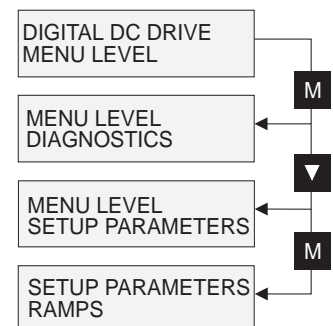 DIGITAL DC DRIVE
MENU LEVEL
M
MENU LEVEL
DIAGNOSTICS
▼
MENU LEVEL
SETUP PARAMETERS
M
SETUP PARAMETERS
RAMPS